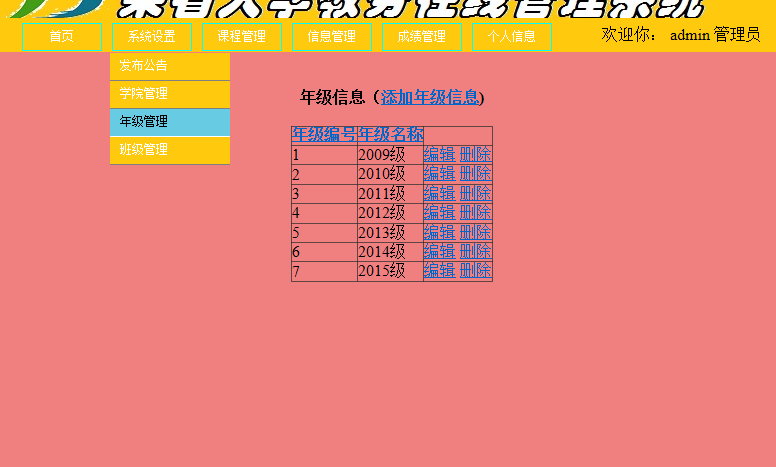 首页 系统设置 课程管理 信息管理 成绩管理 个人信息 欢迎你： admin 管理员
发布公告
学院管理
年级管理
班级管理
年级信息（添加年级信息)
年级编号 年级名称
1 2009级 编辑 删除
2 2010级 编辑 删除
3 2011级 编辑 删除
4 2012级 编辑 删除
5 2013级 编辑 删除
6 2014级 编辑 删除
7 2015级 编辑 删除